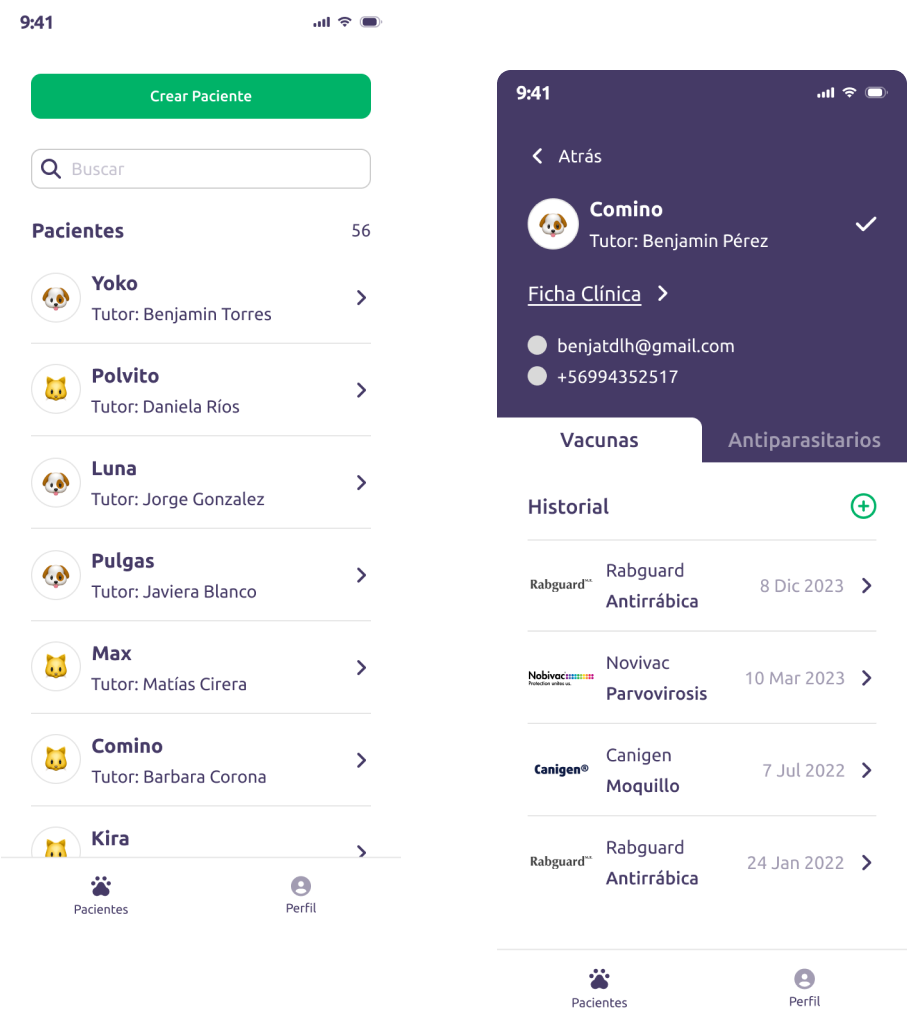 9:41
Crear Paciente
Buscar
Pacientes 56
Yoko
Tutor: Benjamin Torres
Polvito
Tutor: Daniela Ríos
Luna
Tutor: Jorge Gonzalez
Pulgas
Tutor: Javiera Blanco
Max
Tutor: Matías Cirera
Comino
Tutor: Barbara Corona
Kira
Pacientes Perfil
9:41
Atrás
Comino
Tutor: Benjamin Pérez
Ficha Clínica
benjatdlh@gmail.com
+56994352517
Vacunas Antiparasitarios
Historial
Rabguard
Rabguard
Antirrábica
8 Dic 2023
Nobivac
Protection unites us.
Novivac
Parvovirosis
10 Mar 2023
Canigen®
Canigen
Moquillo
7 Jul 2022
Rabguard
Rabguard
Antirrábica
24 Jan 2022
Pacientes Perfil